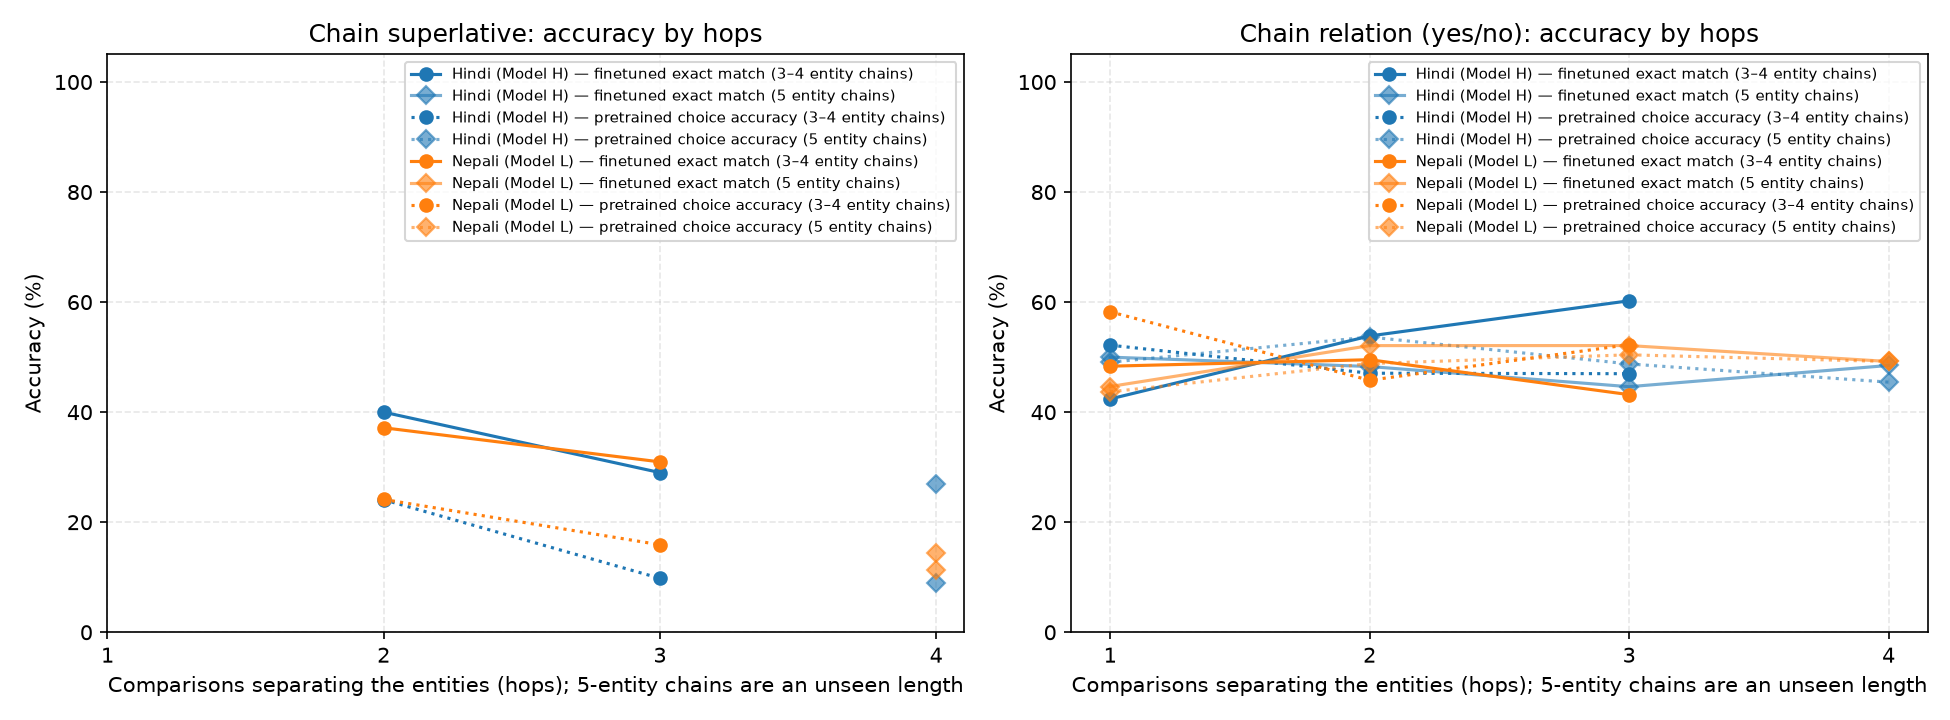 Chain superlative: accuracy by hops
Hindi (Model H) — finetuned exact match (3–4 entity chains)
Hindi (Model H) — finetuned exact match (5 entity chains)
Hindi (Model H) — pretrained choice accuracy (3–4 entity chains)
Hindi (Model H) — pretrained choice accuracy (5 entity chains)
Nepali (Model L) — finetuned exact match (3–4 entity chains)
Nepali (Model L) — finetuned exact match (5 entity chains)
Nepali (Model L) — pretrained choice accuracy (3–4 entity chains)
Nepali (Model L) — pretrained choice accuracy (5 entity chains)
Accuracy (%)
100
80
60
40
20
0
1 2 3 4
Comparisons separating the entities (hops); 5-entity chains are an unseen length
Chain relation (yes/no): accuracy by hops
Hindi (Model H) — finetuned exact match (3–4 entity chains)
Hindi (Model H) — finetuned exact match (5 entity chains)
Hindi (Model H) — pretrained choice accuracy (3–4 entity chains)
Hindi (Model H) — pretrained choice accuracy (5 entity chains)
Nepali (Model L) — finetuned exact match (3–4 entity chains)
Nepali (Model L) — finetuned exact match (5 entity chains)
Nepali (Model L) — pretrained choice accuracy (3–4 entity chains)
Nepali (Model L) — pretrained choice accuracy (5 entity chains)
Accuracy (%)
100
80
60
40
20
0
1 2 3 4
Comparisons separating the entities (hops); 5-entity chains are an unseen length